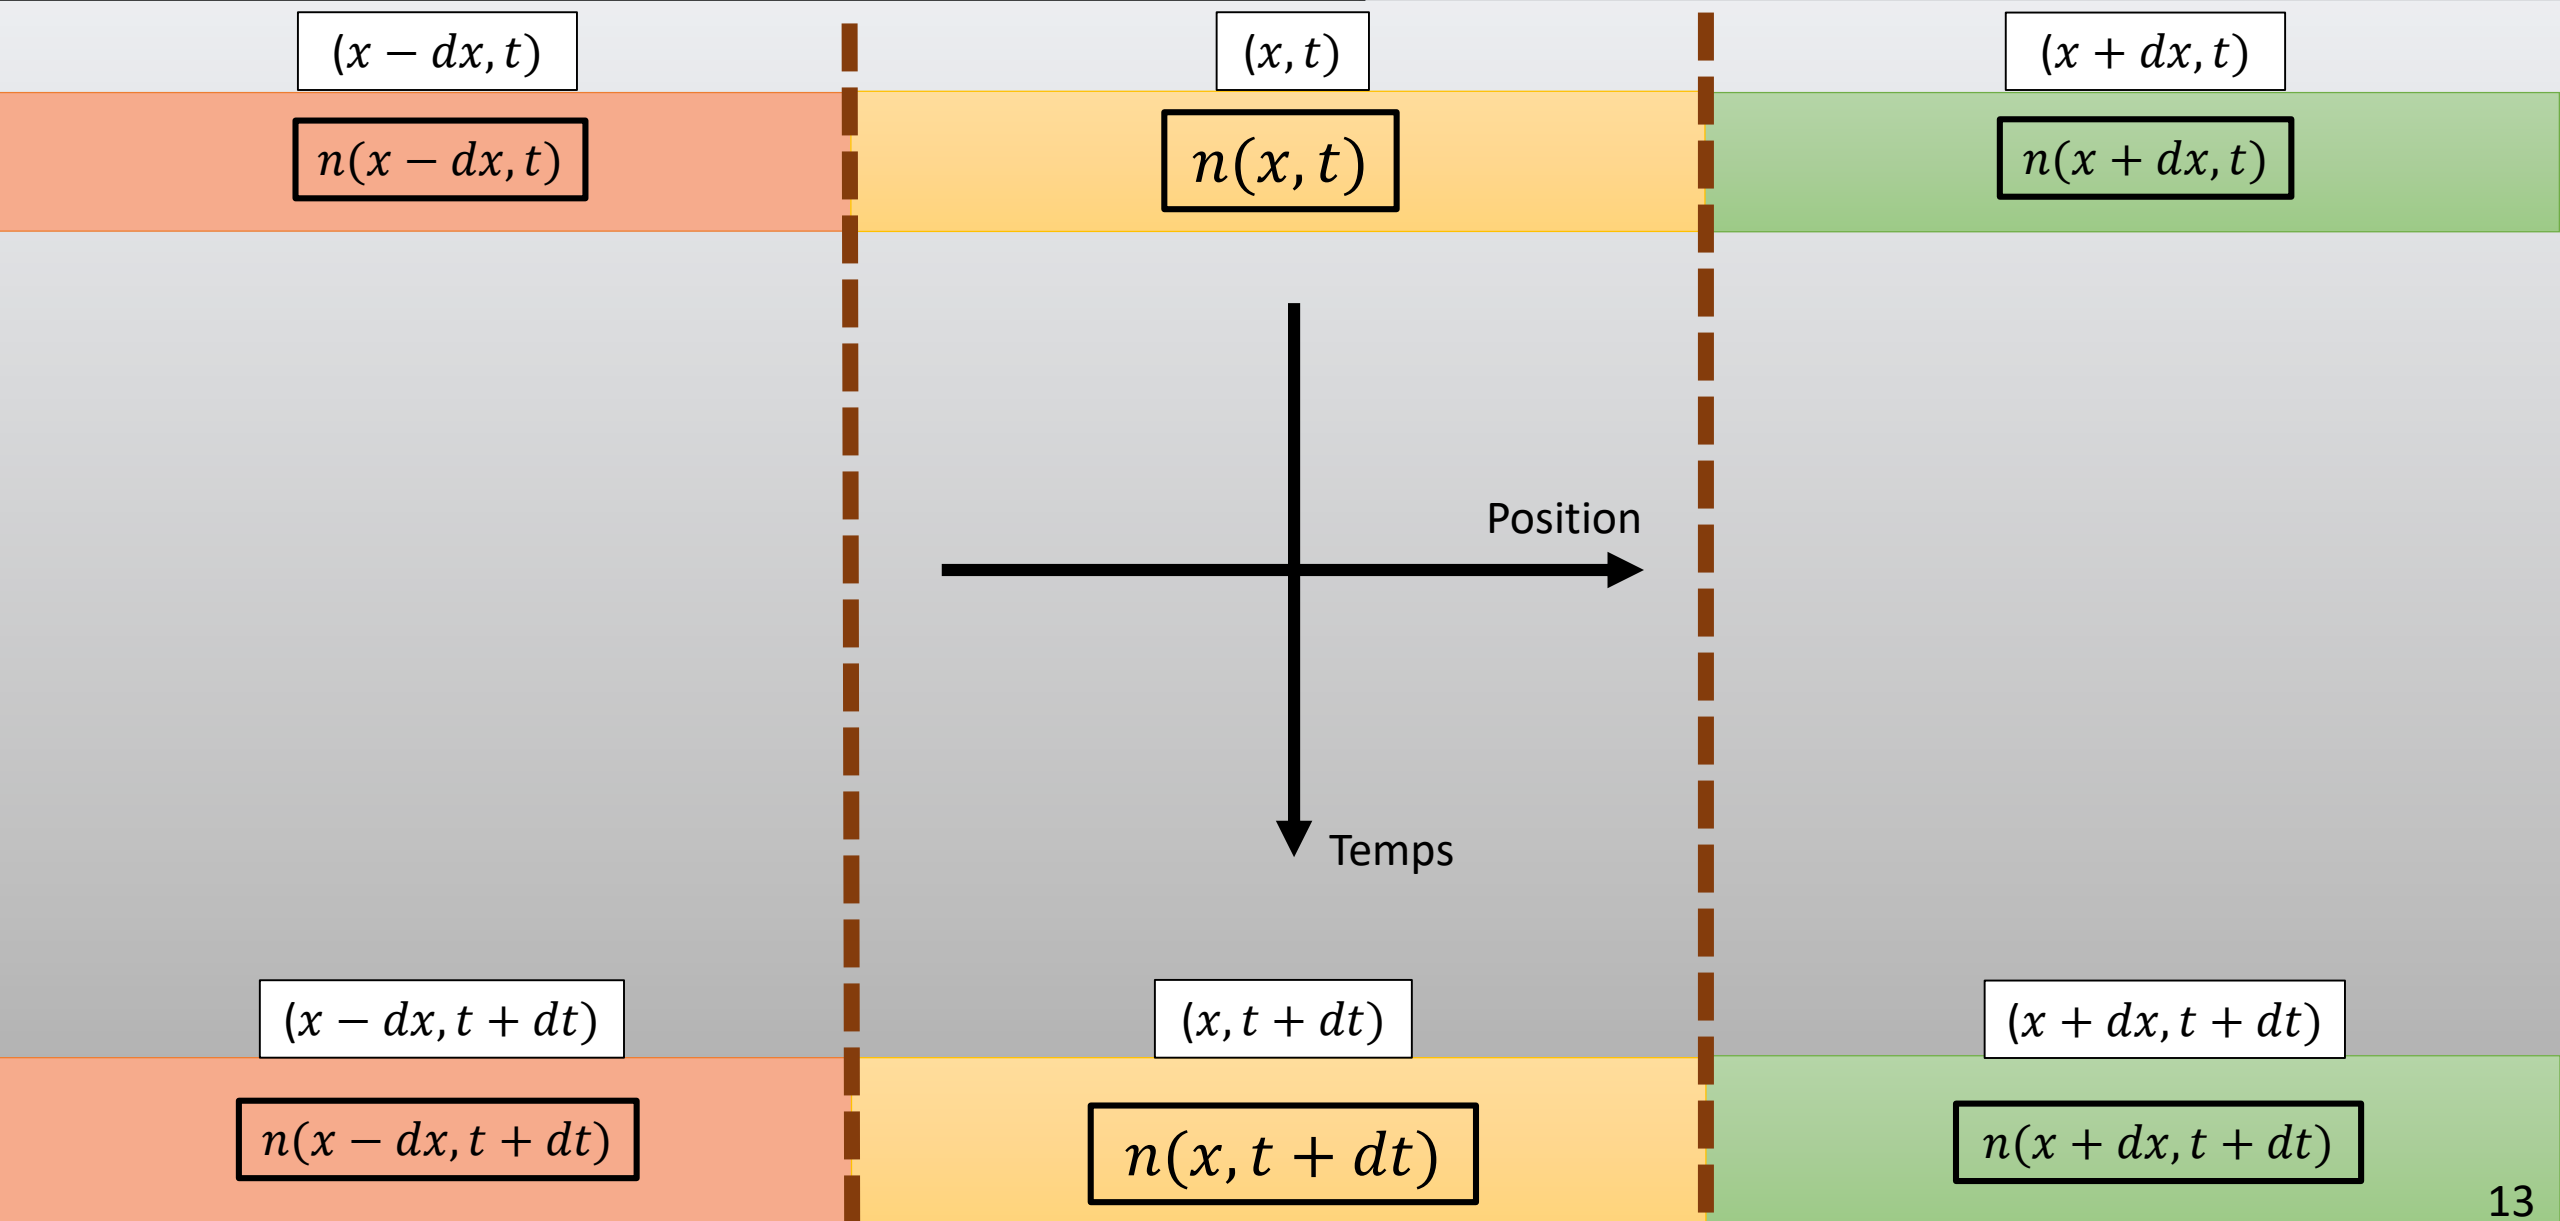 (x − dx, t)
(x, t)
(x + dx, t)
n(x − dx, t)
n(x, t)
n(x + dx, t)
Position
Temps
(x − dx, t + dt)
(x, t + dt)
(x + dx, t + dt)
n(x − dx, t + dt)
n(x, t + dt)
n(x + dx, t + dt)
13